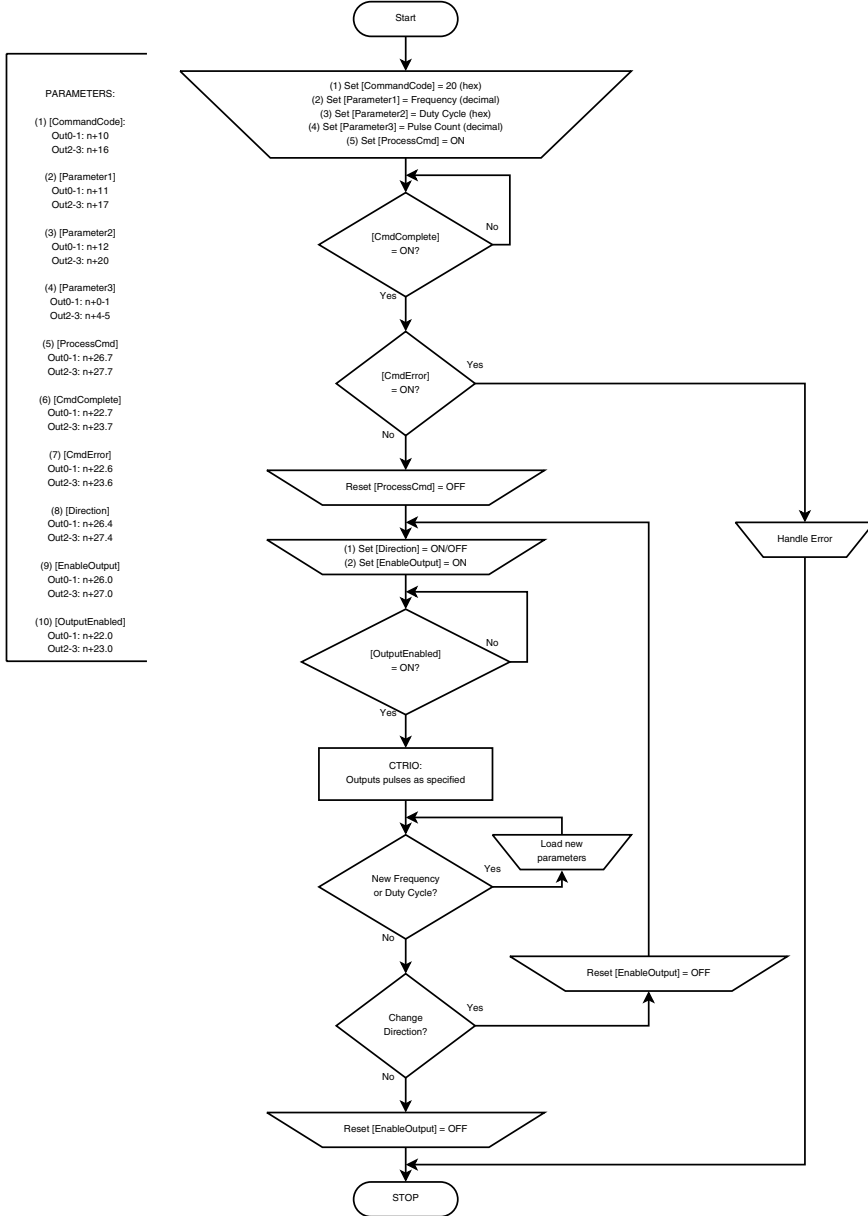 Start
PARAMETERS:
(1) [CommandCode]:
Out0-1: n+10
Out2-3: n+16
(2) [Parameter1]
Out0-1: n+11
Out2-3: n+17
(3) [Parameter2]
Out0-1: n+12
Out2-3: n+20
(4) [Parameter3]
Out0-1: n+0-1
Out2-3: n+4-5
(5) [ProcessCmd]
Out0-1: n+26.7
Out2-3: n+27.7
(6) [CmdComplete]
Out0-1: n+22.7
Out2-3: n+23.7
(7) [CmdError]
Out0-1: n+22.6
Out2-3: n+23.6
(8) [Direction]
Out0-1: n+26.4
Out2-3: n+27.4
(9) [EnableOutput]
Out0-1: n+26.0
Out2-3: n+27.0
(10) [OutputEnabled]
Out0-1: n+22.0
Out2-3: n+23.0
(1) Set [CommandCode] = 20 (hex)
(2) Set [Parameter1] = Frequency (decimal)
(3) Set [Parameter2] = Duty Cycle (hex)
(4) Set [Parameter3] = Pulse Count (decimal)
(5) Set [ProcessCmd] = ON
[CmdComplete]
= ON?
No
Yes
[CmdError]
= ON?
Yes
No
Reset [ProcessCmd] = OFF
Handle Error
(1) Set [Direction] = ON/OFF
(2) Set [EnableOutput] = ON
[OutputEnabled]
= ON?
No
Yes
CTRIO:
Outputs pulses as specified
Load new
parameters
New Frequency
or Duty Cycle?
Yes
No
Reset [EnableOutput] = OFF
Change
Direction?
Yes
No
Reset [EnableOutput] = OFF
STOP